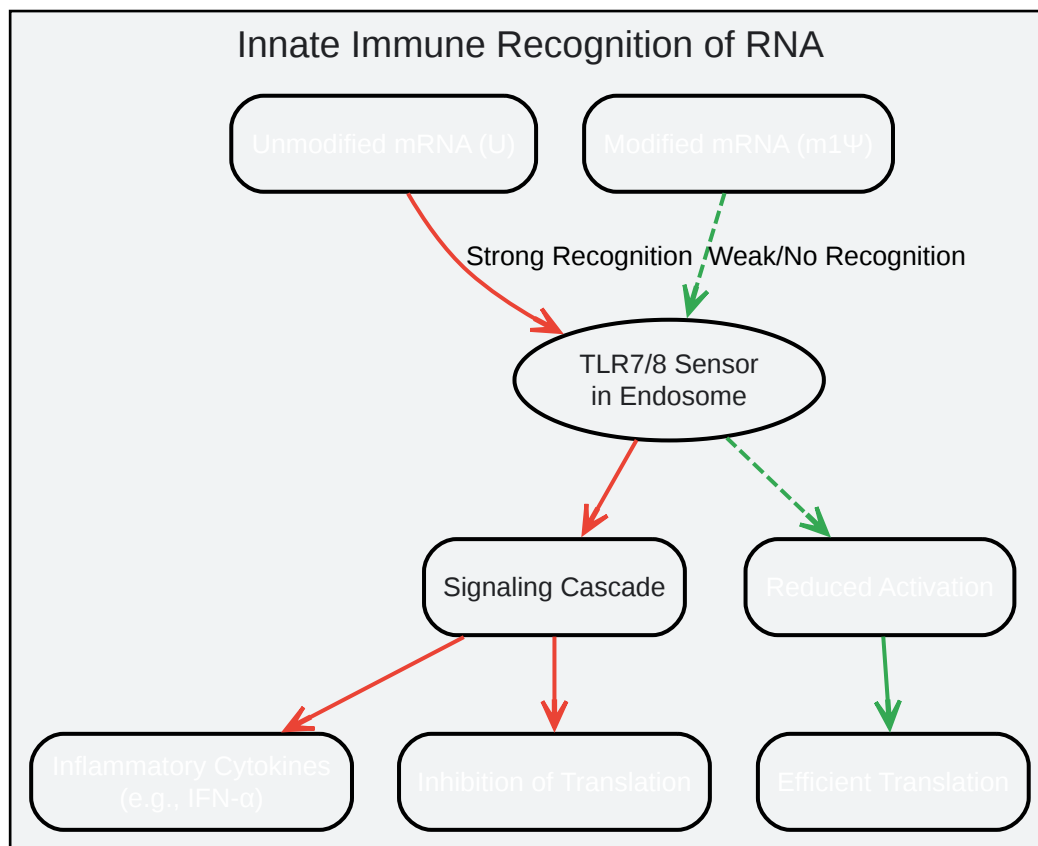 Innate Immune Recognition of RNA
Unmodified mRNA (U)
Modified mRNA (m1Ψ)
Strong Recognition
Weak/No Recognition
TLR7/8 Sensor
in Endosome
Signaling Cascade
Reduced Activation
Inflammatory Cytokines
(e.g., IFN-α)
Inhibition of Translation
Efficient Translation